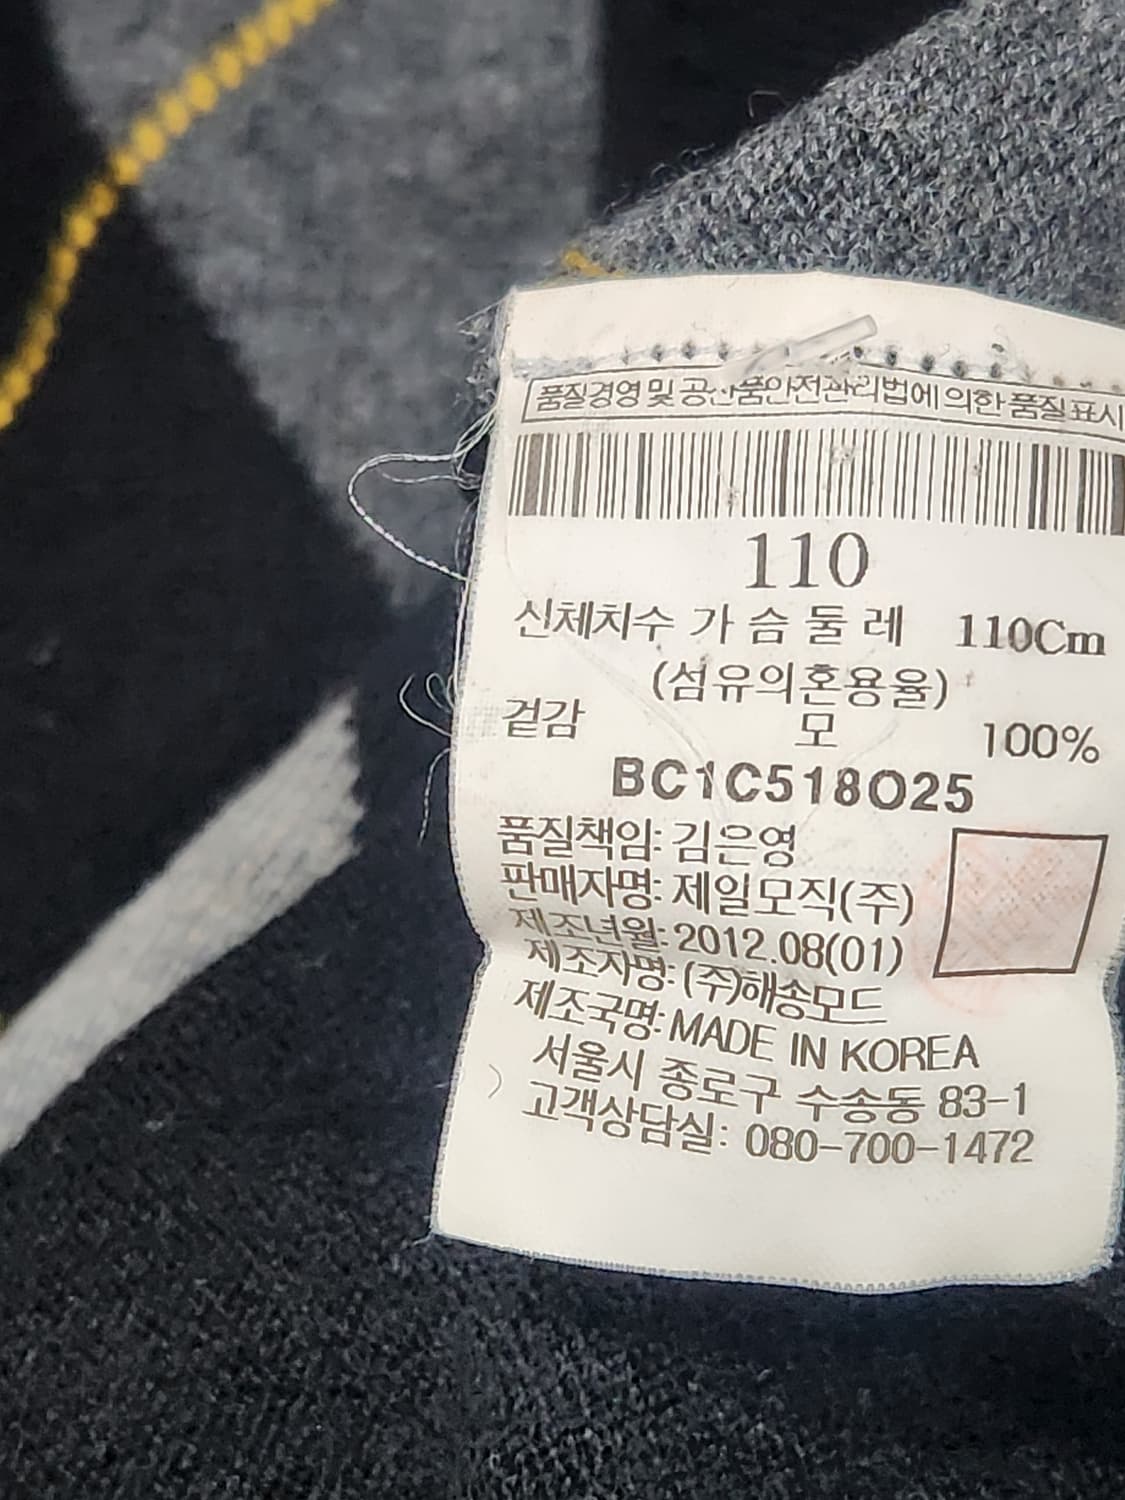 품질경영 및 공산품안전관리법에 의한 품질표시
110
신체치수 가 슴 둘 레 110Cm
(섬유의혼용율)
겉감 모 100%
BC1C518O25
품질책임: 김은영
판매자명: 제일모직(주)
제조년월: 2012.08(01)
제조자명: (주)해송모드
제조국명: MADE IN KOREA
서울시 종로구 수송동 83-1
고객상담실: 080-700-1472